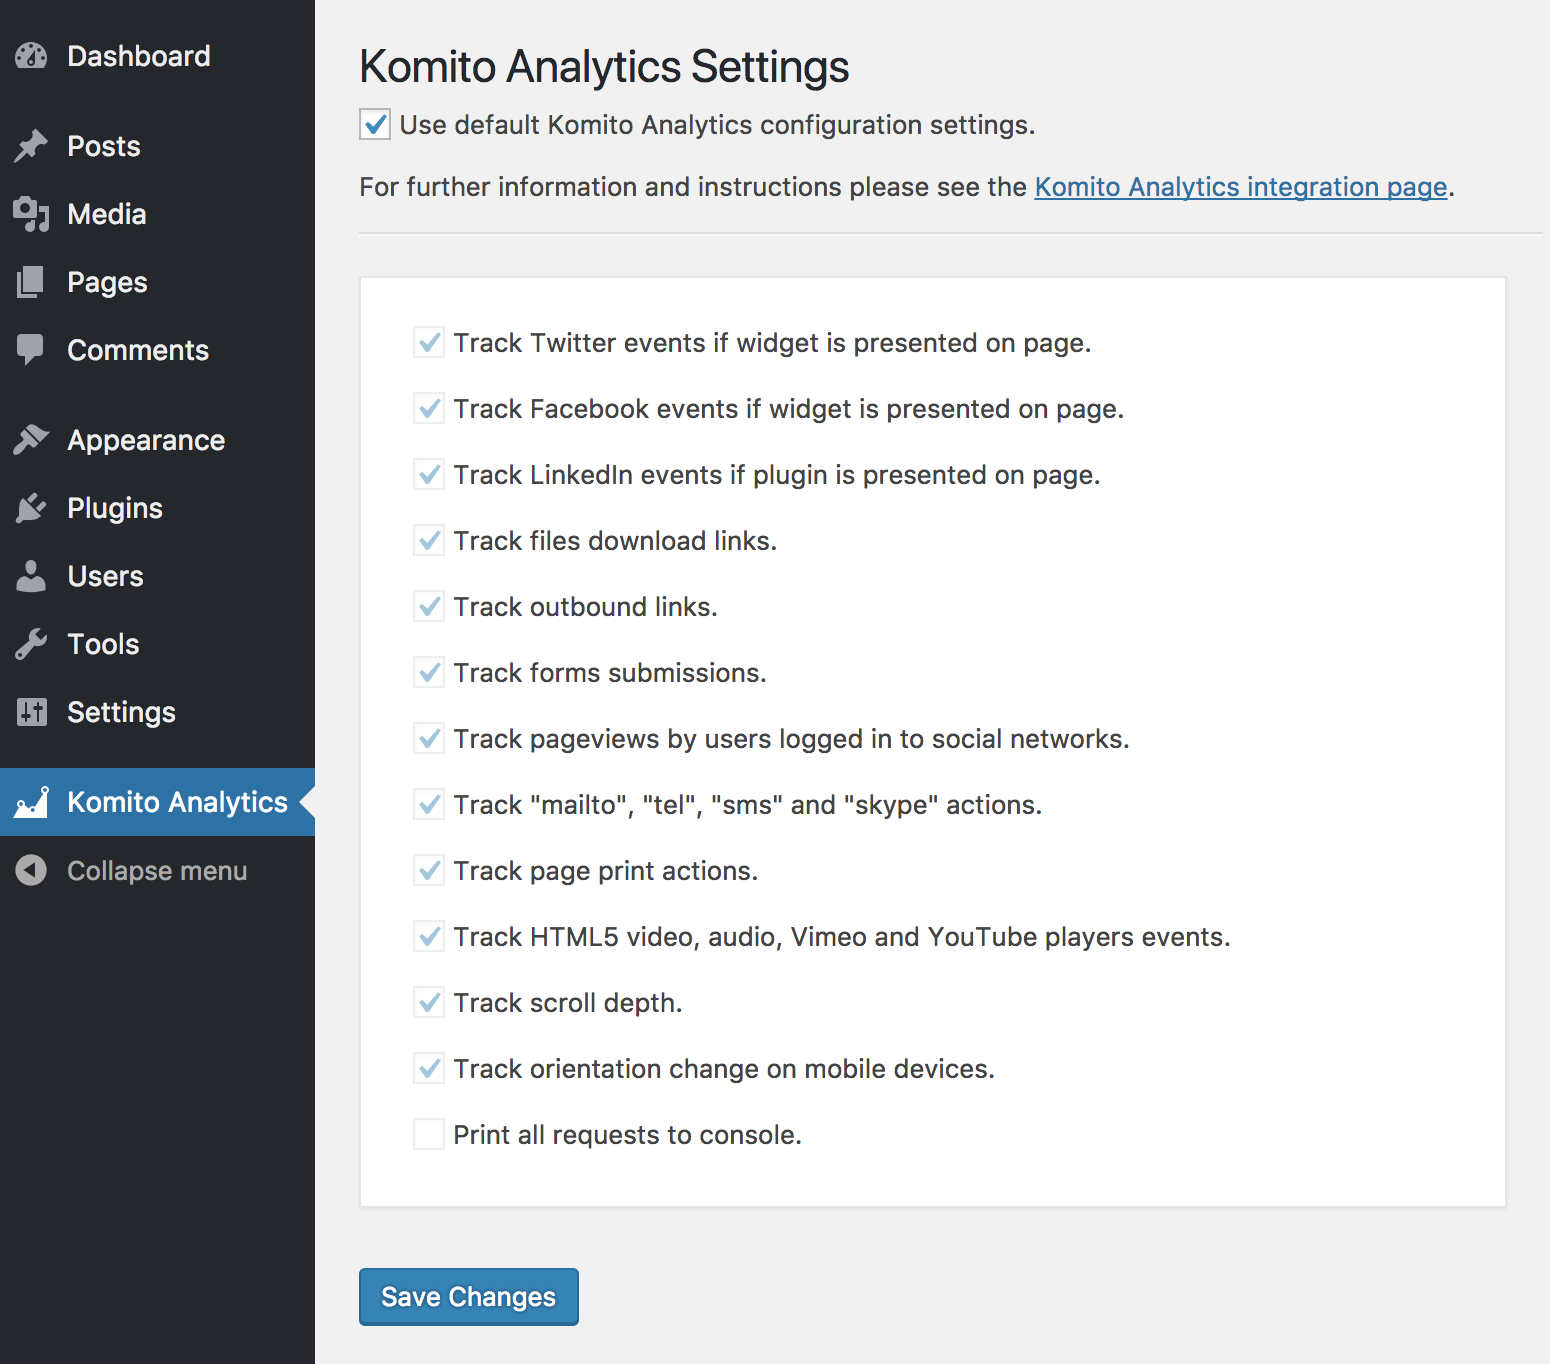 Dashboard
Posts
Media
Pages
Comments
Appearance
Plugins
Users
Tools
Settings
Komito Analytics
Collapse menu
Komito Analytics Settings
Use default Komito Analytics configuration settings.
For further information and instructions please see the Komito Analytics integration page.
Track Twitter events if widget is presented on page.
Track Facebook events if widget is presented on page.
Track LinkedIn events if plugin is presented on page.
Track files download links.
Track outbound links.
Track forms submissions.
Track pageviews by users logged in to social networks.
Track "mailto", "tel", "sms" and "skype" actions.
Track page print actions.
Track HTML5 video, audio, Vimeo and YouTube players events.
Track scroll depth.
Track orientation change on mobile devices.
Print all requests to console.
Save Changes